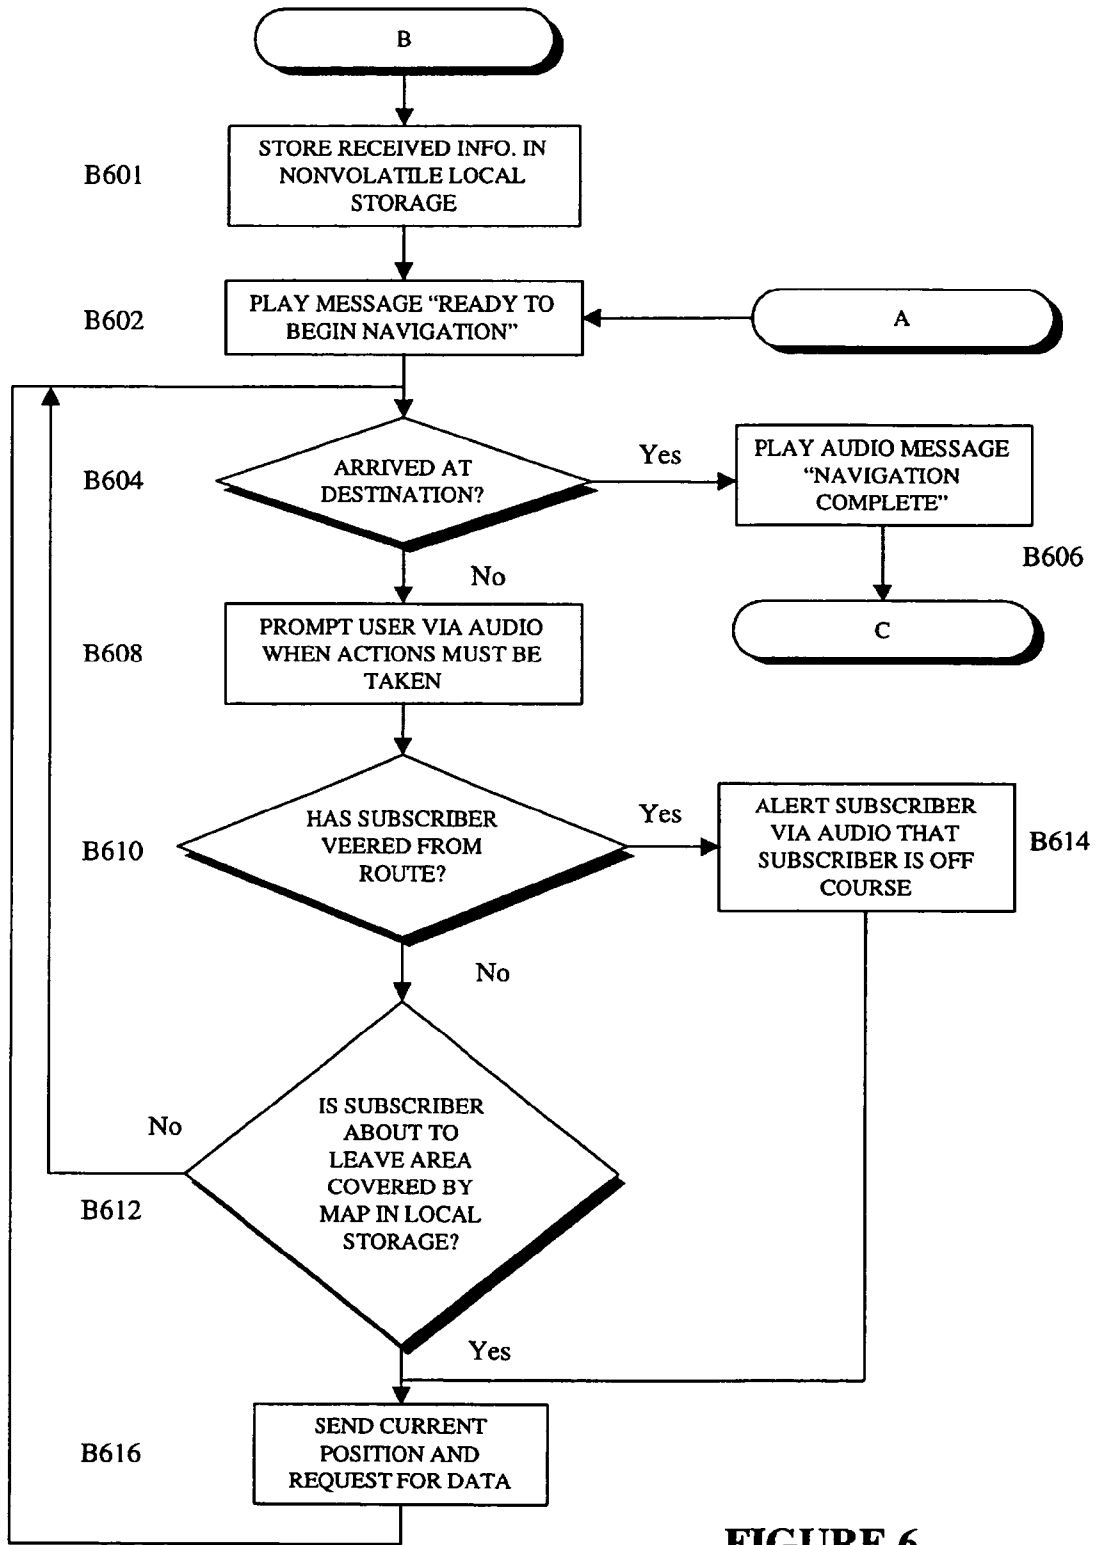 B
B601
STORE RECEIVED INFO. IN
NONVOLATILE LOCAL
STORAGE
B602
PLAY MESSAGE “READY TO
BEGIN NAVIGATION”
A
B604
ARRIVED AT
DESTINATION?
Yes
PLAY AUDIO MESSAGE
“NAVIGATION
COMPLETE”
B606
No
C
B608
PROMPT USER VIA AUDIO
WHEN ACTIONS MUST BE
TAKEN
B610
HAS SUBSCRIBER
VEERED FROM
ROUTE?
Yes
ALERT SUBSCRIBER
VIA AUDIO THAT
SUBSCRIBER IS OFF
COURSE
B614
No
No
B612
IS SUBSCRIBER
ABOUT TO
LEAVE AREA
COVERED BY
MAP IN LOCAL
STORAGE?
Yes
B616
SEND CURRENT
POSITION AND
REQUEST FOR DATA
FIGURE 6